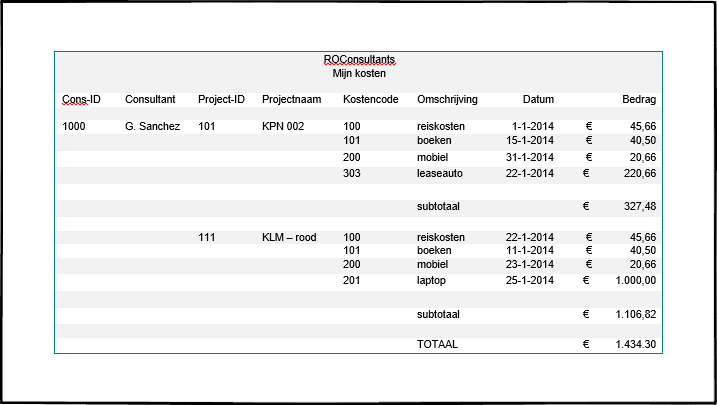 ROConsultants
Mijn kosten
Cons-ID Consultant Project-ID Projectnaam Kostencode Omschrijving Datum Bedrag
1000 G. Sanchez 101 KPN 002 100 reiskosten 1-1-2014 € 45,66
101 boeken 15-1-2014 € 40,50
200 mobiel 31-1-2014 € 20,66
303 leaseauto 22-1-2014 € 220,66
subtotaal € 327,48
111 KLM – rood 100 reiskosten 22-1-2014 € 45,66
101 boeken 11-1-2014 € 40,50
200 mobiel 23-1-2014 € 20,66
201 laptop 25-1-2014 € 1.000,00
subtotaal € 1.106,82
TOTAAL € 1.434.30